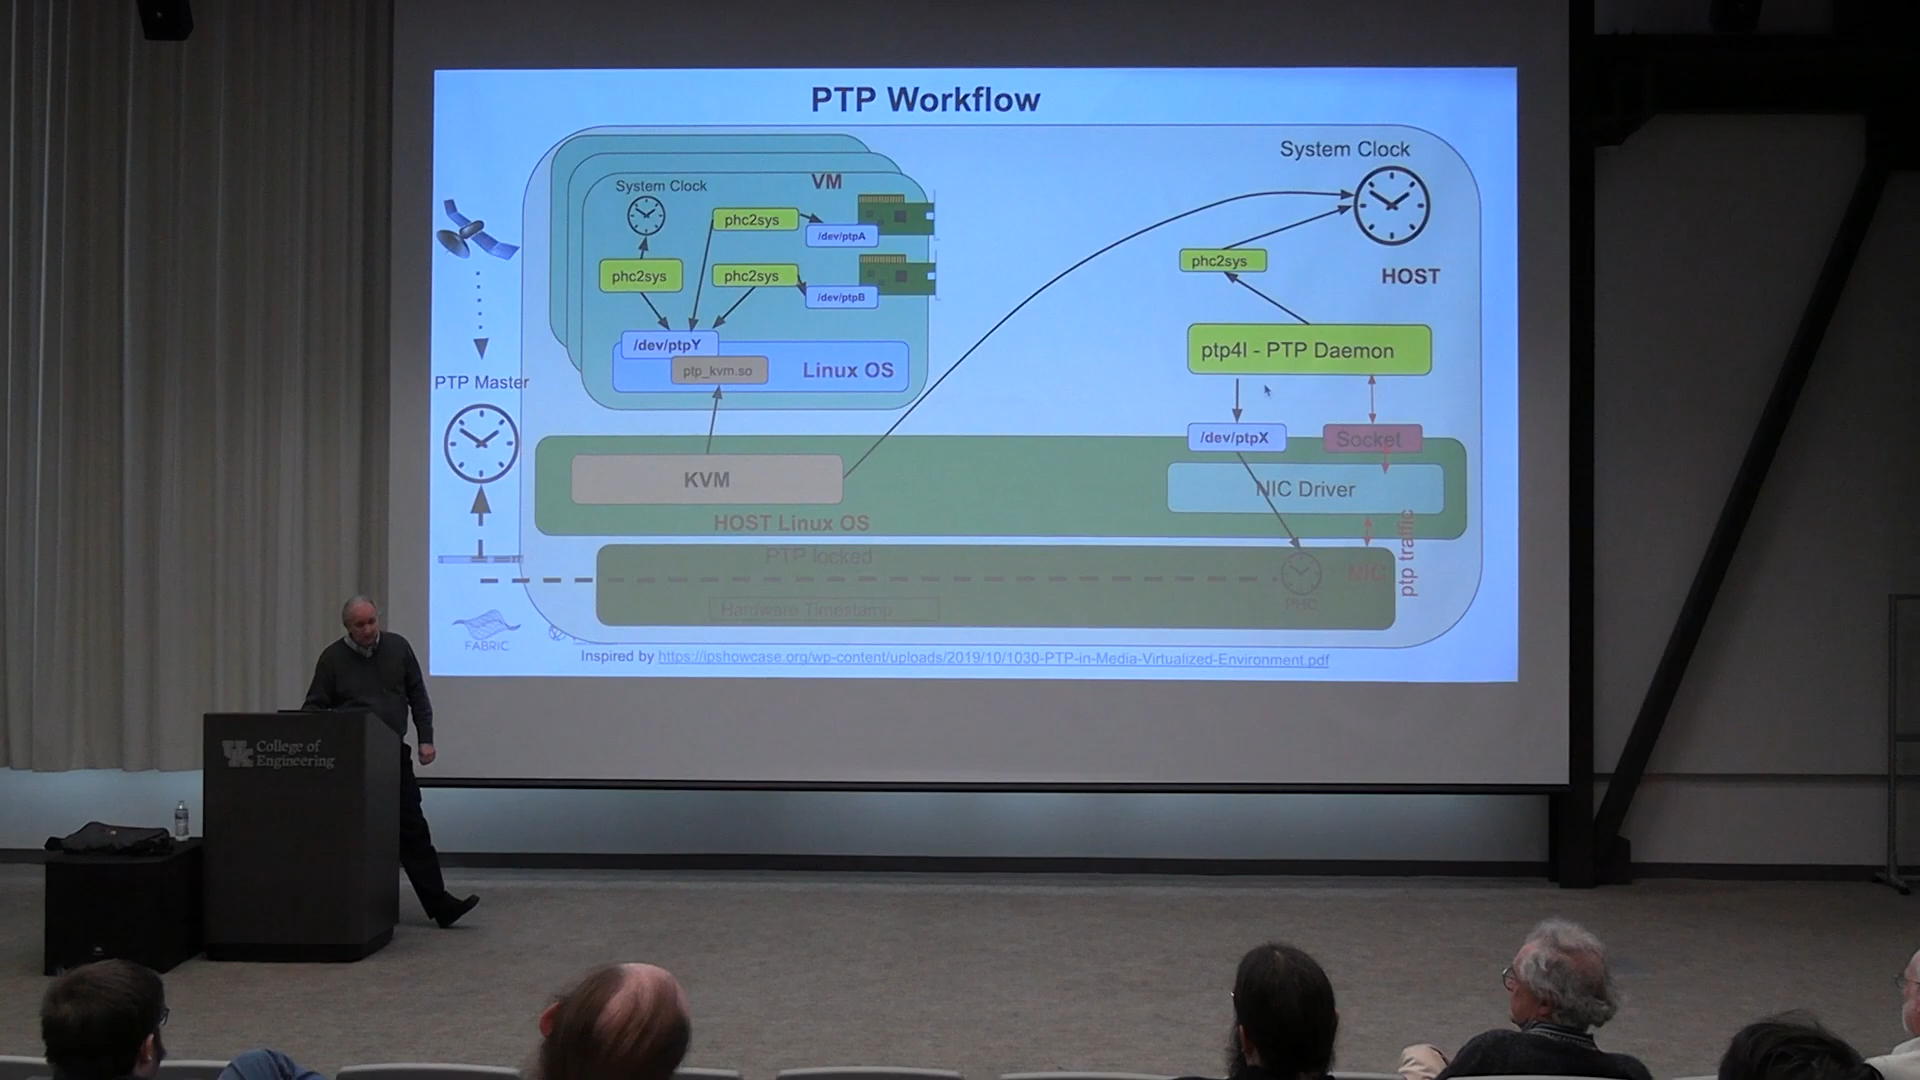 PTP Workflow
System Clock
System Clock
VM
phc2sys
/dev/ptpA
phc2sys
phc2sys
/dev/ptpB
phc2sys
HOST
/dev/ptpY
ptp_kvm.so
Linux OS
ptp4l - PTP Daemon
PTP Master
/dev/ptpX
Socket
KVM
NIC Driver
HOST Linux OS
PTP locked
NIC
ptp traffic
Hardware Timestamp
PHC
FABRIC
Inspired by https://ipshowcase.org/wp-content/uploads/2019/10/1030-PTP-in-Media-Virtualized-Environment.pdf
UK College of
Engineering